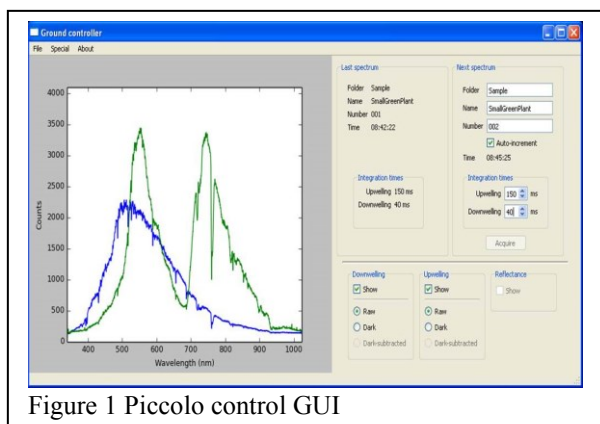 Ground controller
File Special About
4000
3500
3000
2500
2000
1500
1000
500
0
Counts
400 500 600 700 800 900 1000
Wavelength (nm)
Last spectrum
Folder Sample
Name SmallGreenPlant
Number 001
Time 08:42:22
Integration times
Upwelling 150 ms
Downwelling 40 ms
Next spectrum
Folder Sample
Name SmallGreenPlant
Number 002
Auto-increment
Time 08:45:25
Integration times
Upwelling 150 ms
Downwelling 40 ms
Acquire
Downwelling
Show
Raw
Dark
Dark-subtracted
Upwelling
Show
Raw
Dark
Dark-subtracted
Reflectance
Show
Figure 1 Piccolo control GUI